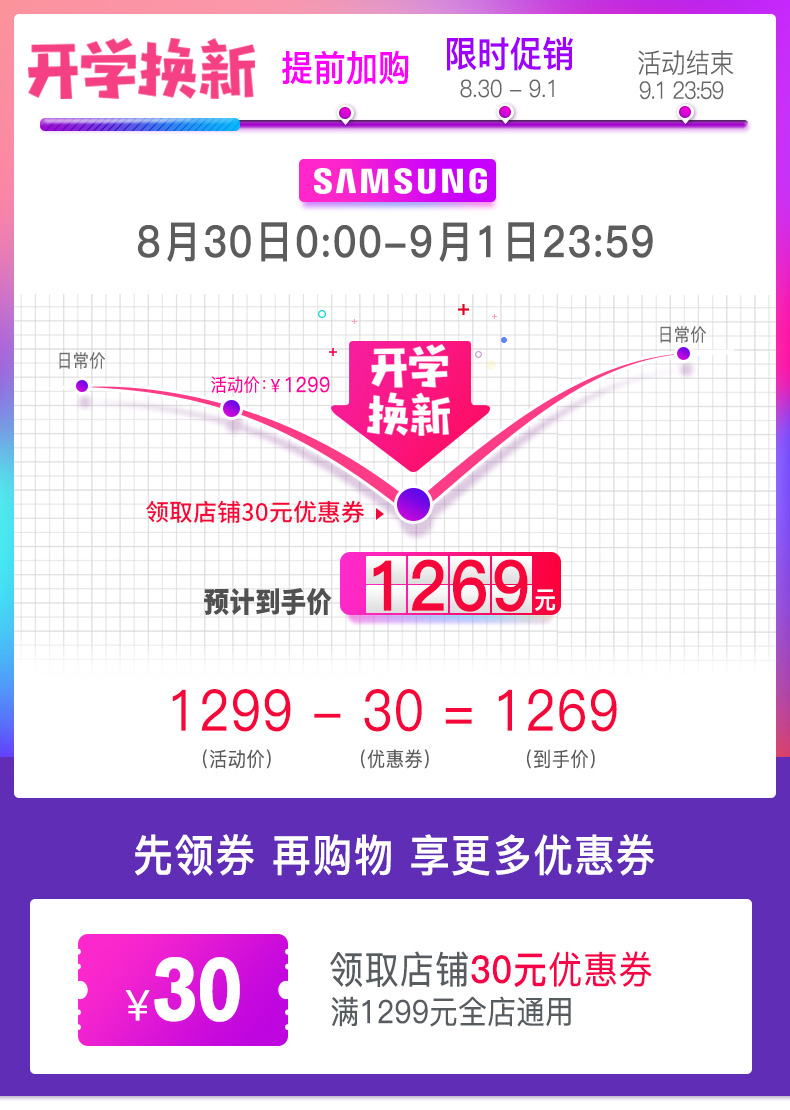 开学换新
提前加购
限时促销
8.30 – 9.1
活动结束
9.1 23:59
SAMSUNG
8月30日0:00–9月1日23:59
日常价
日常价
活动价：¥1299
开学
换新
领取店铺30元优惠券
预计到手价 1269元
1299 – 30 = 1269
（活动价） （优惠券） （到手价）
先领券 再购物 享更多优惠券
¥30
领取店铺30元优惠券
满1299元全店通用